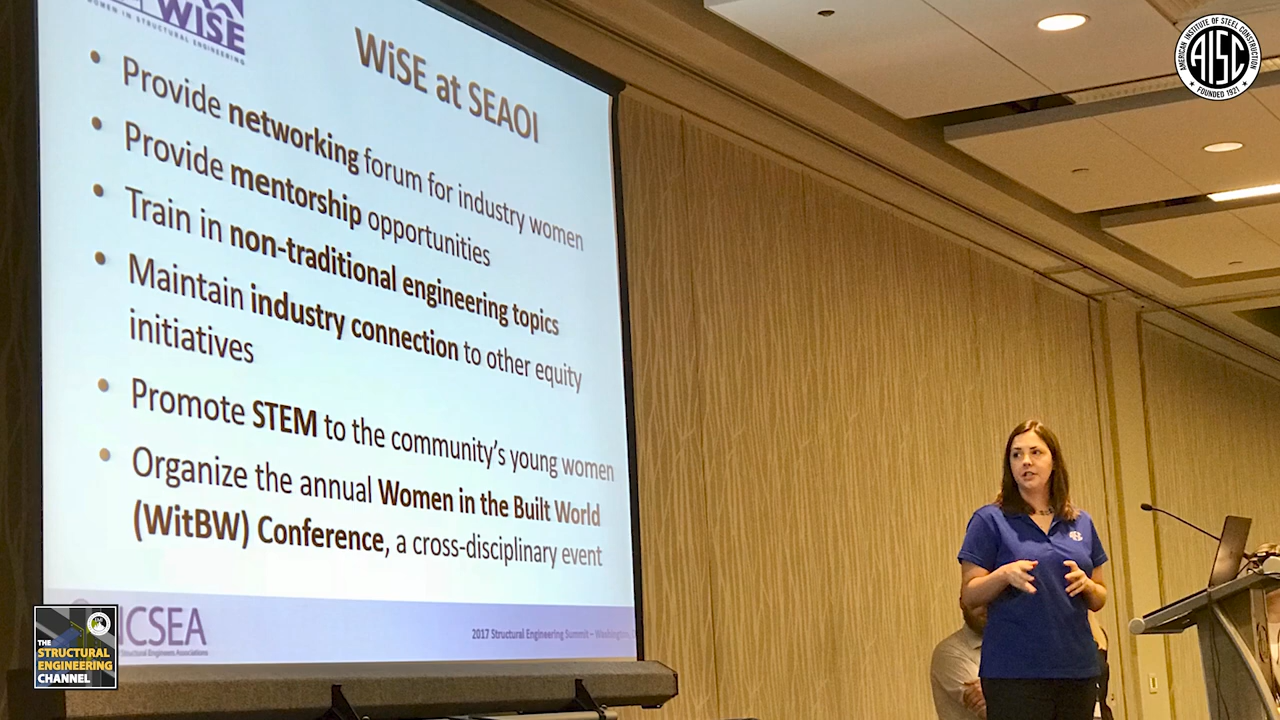 WiSE
WOMEN IN STRUCTURAL ENGINEERING
WiSE at SEAOI
• Provide networking forum for industry women
• Provide mentorship opportunities
• Train in non-traditional engineering topics
• Maintain industry connection to other equity
initiatives
• Promote STEM to the community's young women
• Organize the annual Women in the Built World
(WitBW) Conference, a cross-disciplinary event
CSEA
Structural Engineers Associations
2017 Structural Engineering Summit – Washington,
AMERICAN INSTITUTE OF STEEL CONSTRUCTION
AISC
FOUNDED 1921
THE
STRUCTURAL
ENGINEERING
CHANNEL